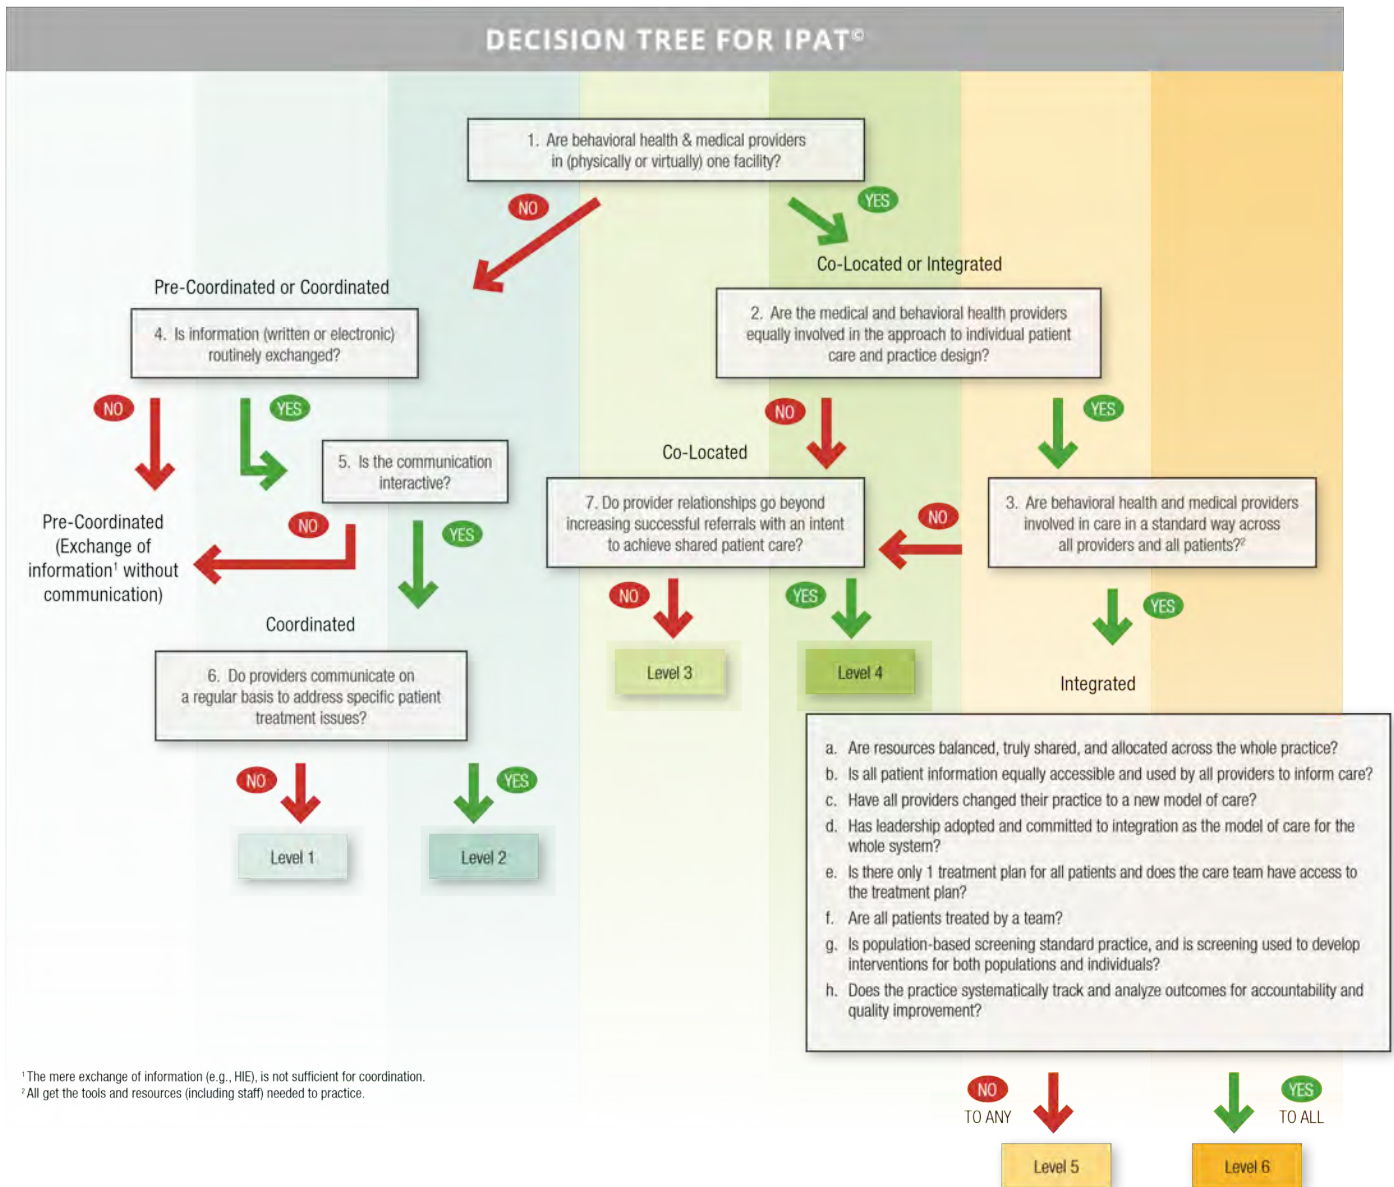 DECISION TREE FOR IPAT©
1. Are behavioral health & medical providers
in (physically or virtually) one facility?
NO
YES
Pre-Coordinated or Coordinated
Co-Located or Integrated
4. Is information (written or electronic)
routinely exchanged?
2. Are the medical and behavioral health providers
equally involved in the approach to individual patient
care and practice design?
NO
YES
NO
YES
5. Is the communication
interactive?
Co-Located
7. Do provider relationships go beyond
increasing successful referrals with an intent
to achieve shared patient care?
NO
3. Are behavioral health and medical providers
involved in care in a standard way across
all providers and all patients?²
Pre-Coordinated
(Exchange of
information¹ without
communication)
NO
YES
NO
YES
YES
Coordinated
6. Do providers communicate on
a regular basis to address specific patient
treatment issues?
Level 3
Level 4
Integrated
NO
YES
Level 1
Level 2
a. Are resources balanced, truly shared, and allocated across the whole practice?
b. Is all patient information equally accessible and used by all providers to inform care?
c. Have all providers changed their practice to a new model of care?
d. Has leadership adopted and committed to integration as the model of care for the
whole system?
e. Is there only 1 treatment plan for all patients and does the care team have access to
the treatment plan?
f. Are all patients treated by a team?
g. Is population-based screening standard practice, and is screening used to develop
interventions for both populations and individuals?
h. Does the practice systematically track and analyze outcomes for accountability and
quality improvement?
¹ The mere exchange of information (e.g., HIE), is not sufficient for coordination.
² All get the tools and resources (including staff) needed to practice.
NO
TO ANY
YES
TO ALL
Level 5
Level 6